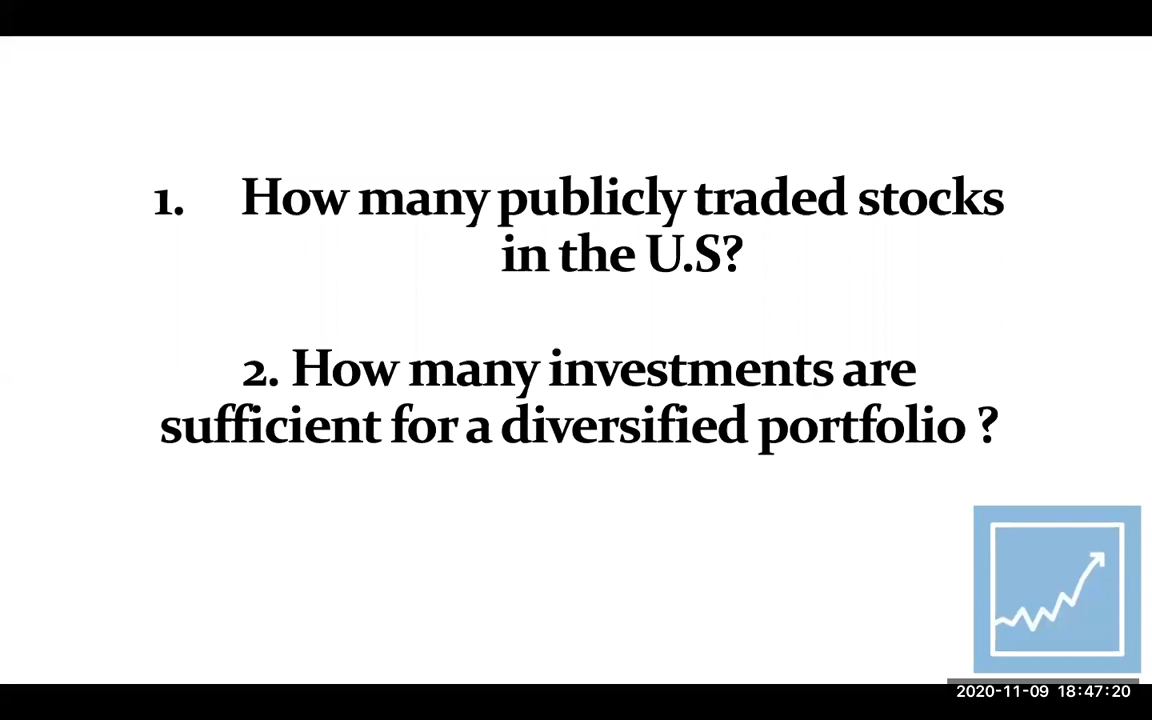 1. How many publicly traded stocks
in the U.S?
2. How many investments are
sufficient for a diversified portfolio ?
2020-11-09 18:47:20